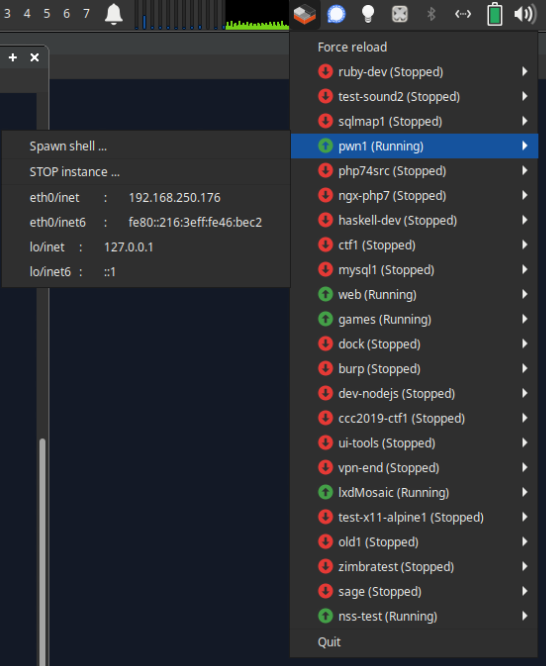 3 4 5 6 7
Force reload
ruby-dev (Stopped)
test-sound2 (Stopped)
sqlmap1 (Stopped)
pwn1 (Running)
php74src (Stopped)
ngx-php7 (Stopped)
haskell-dev (Stopped)
ctf1 (Stopped)
mysql1 (Stopped)
web (Running)
games (Running)
dock (Stopped)
burp (Stopped)
dev-nodejs (Stopped)
ccc2019-ctf1 (Stopped)
ui-tools (Stopped)
vpn-end (Stopped)
lxdMosaic (Running)
test-x11-alpine1 (Stopped)
old1 (Stopped)
zimbratest (Stopped)
sage (Stopped)
nss-test (Running)
Quit
Spawn shell ...
STOP instance ...
eth0/inet : 192.168.250.176
eth0/inet6 : fe80::216:3eff:fe46:bec2
lo/inet : 127.0.0.1
lo/inet6 : ::1